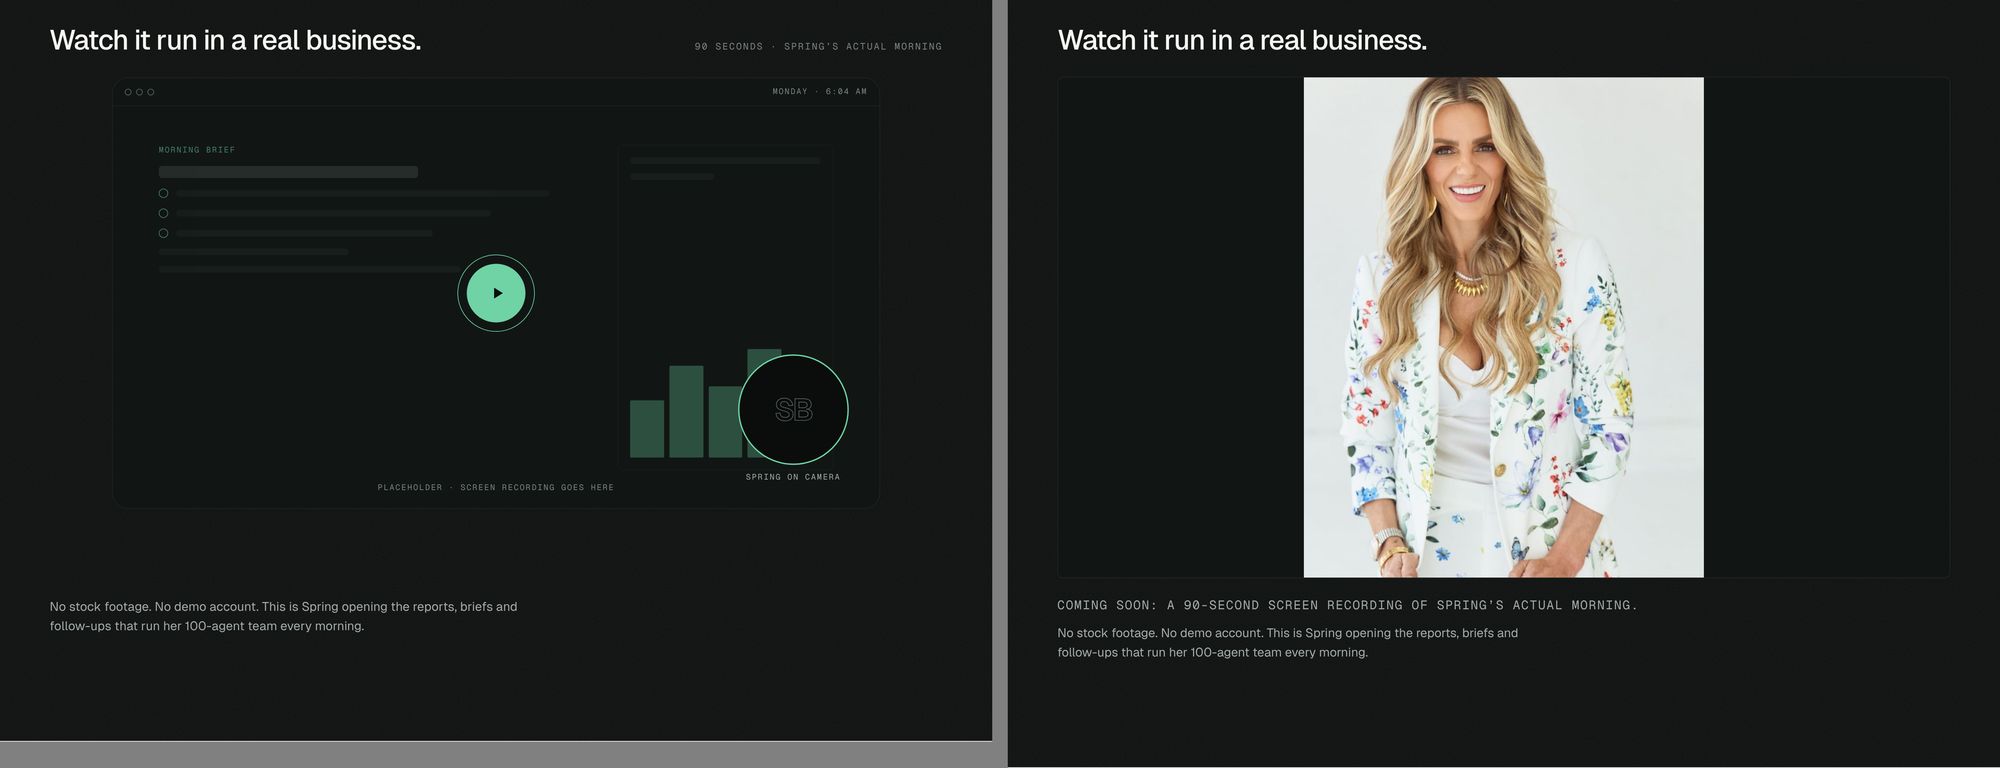 Watch it run in a real business.
90 SECONDS · SPRING'S ACTUAL MORNING
MONDAY · 6:04 AM
MORNING BRIEF
SB
SPRING ON CAMERA
PLACEHOLDER · SCREEN RECORDING GOES HERE
No stock footage. No demo account. This is Spring opening the reports, briefs and
follow-ups that run her 100-agent team every morning.
Watch it run in a real business.
COMING SOON: A 90-SECOND SCREEN RECORDING OF SPRING'S ACTUAL MORNING.
No stock footage. No demo account. This is Spring opening the reports, briefs and
follow-ups that run her 100-agent team every morning.